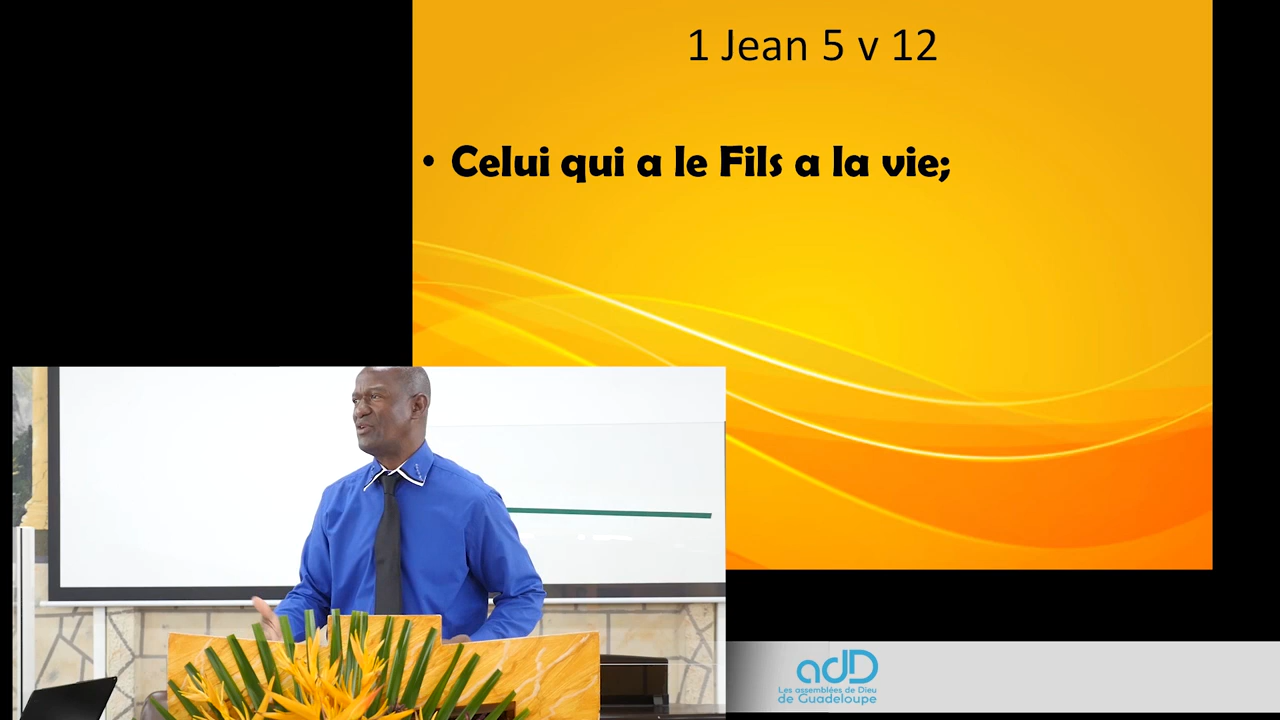 1 Jean 5 v 12
• Celui qui a le Fils a la vie;
adD
Les assemblées de Dieu
de Guadeloupe